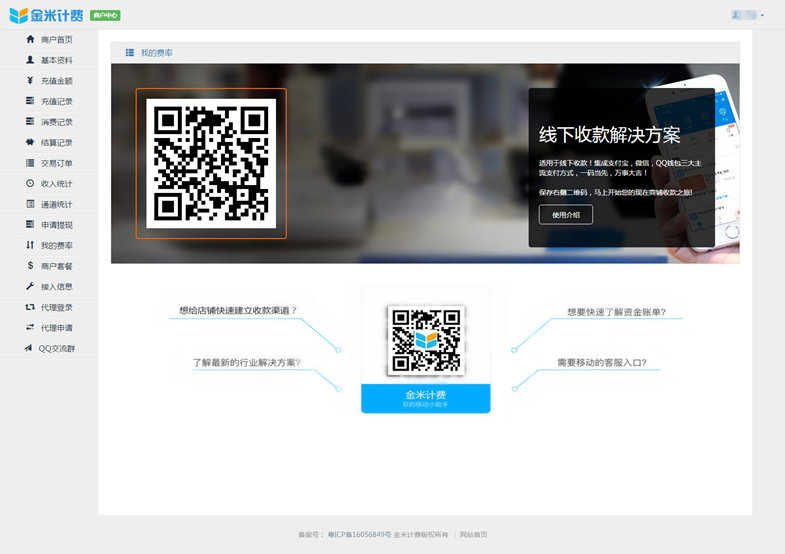 金米计费 商户中心
商户首页
基本资料
充值金额
充值记录
消费记录
结算记录
交易订单
收入统计
通道统计
申请提现
我的费率
商户套餐
接入信息
代理登录
代理申请
QQ交流群
我的费率
线下收款解决方案
适用于线下收款！集成支付宝，微信，QQ钱包三大主
流支付方式，一码当先，万事大吉！
保存右侧二维码，马上开始您的现在商铺收款之旅!
使用介绍
想给店铺快速建立收款渠道？
了解最新的行业解决方案?
金米计费
你的移动小助手
想要快速了解资金账单?
需要移动的客服入口?
备案号： 粤ICP备16056849号 金米计费版权所有 | 网站首页